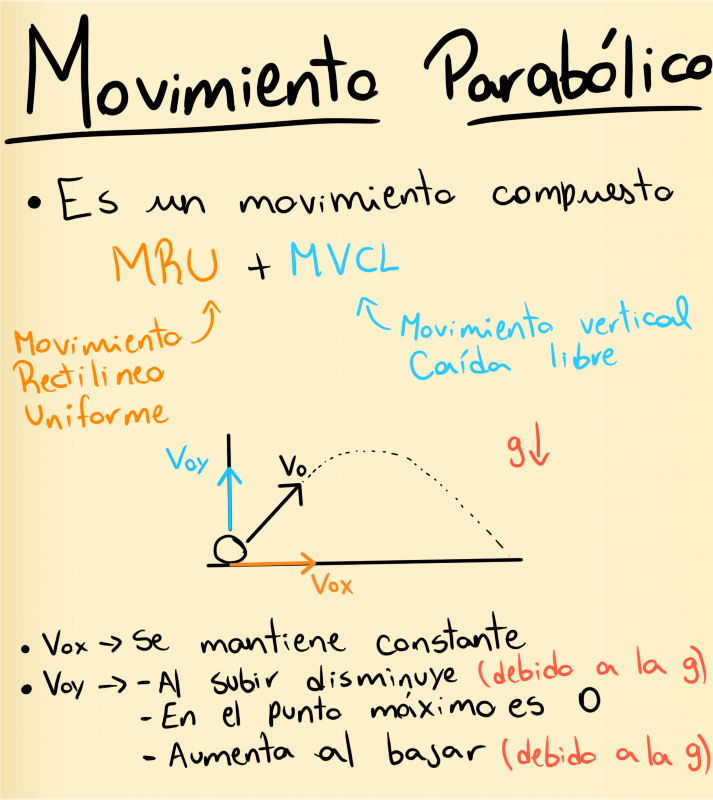 Movimiento Parabólico
• Es un movimiento compuesto
MRU + MVCL
Movimiento
Rectilineo
Uniforme
Movimiento vertical
Caída libre
g↓
Voy
Vo
Vox
• Vox → Se mantiene constante
• Voy → - Al subir disminuye (debido a la g)
- En el punto máximo es 0
- Aumenta al bajar (debido a la g)